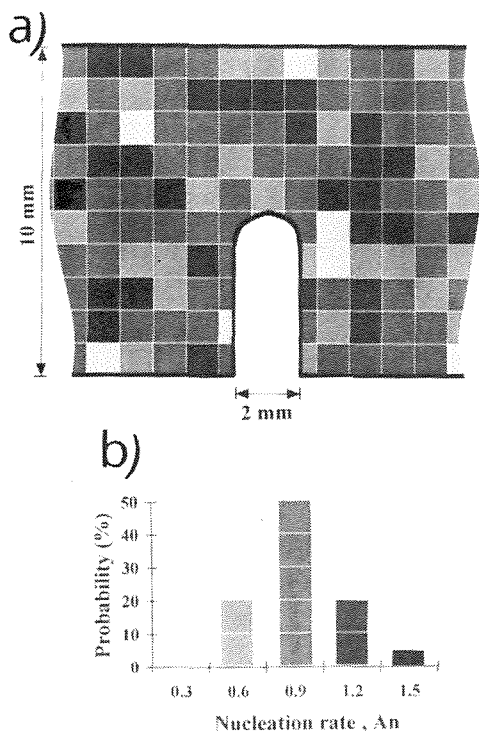 a)
10 mm
2 mm
b)
Probability (%)
50
40
30
20
10
0
0.3 0.6 0.9 1.2 1.5
Nucleation rate , An